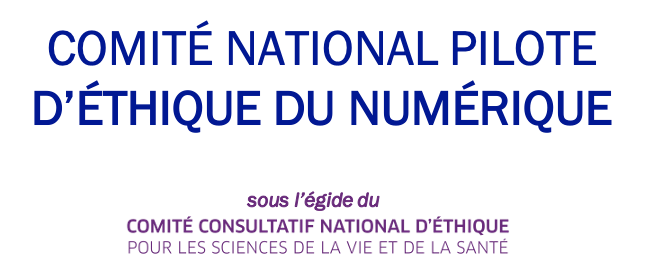 COMITÉ NATIONAL PILOTE
D'ÉTHIQUE DU NUMÉRIQUE
sous l'égide du
COMITÉ CONSULTATIF NATIONAL D'ÉTHIQUE
POUR LES SCIENCES DE LA VIE ET DE LA SANTÉ